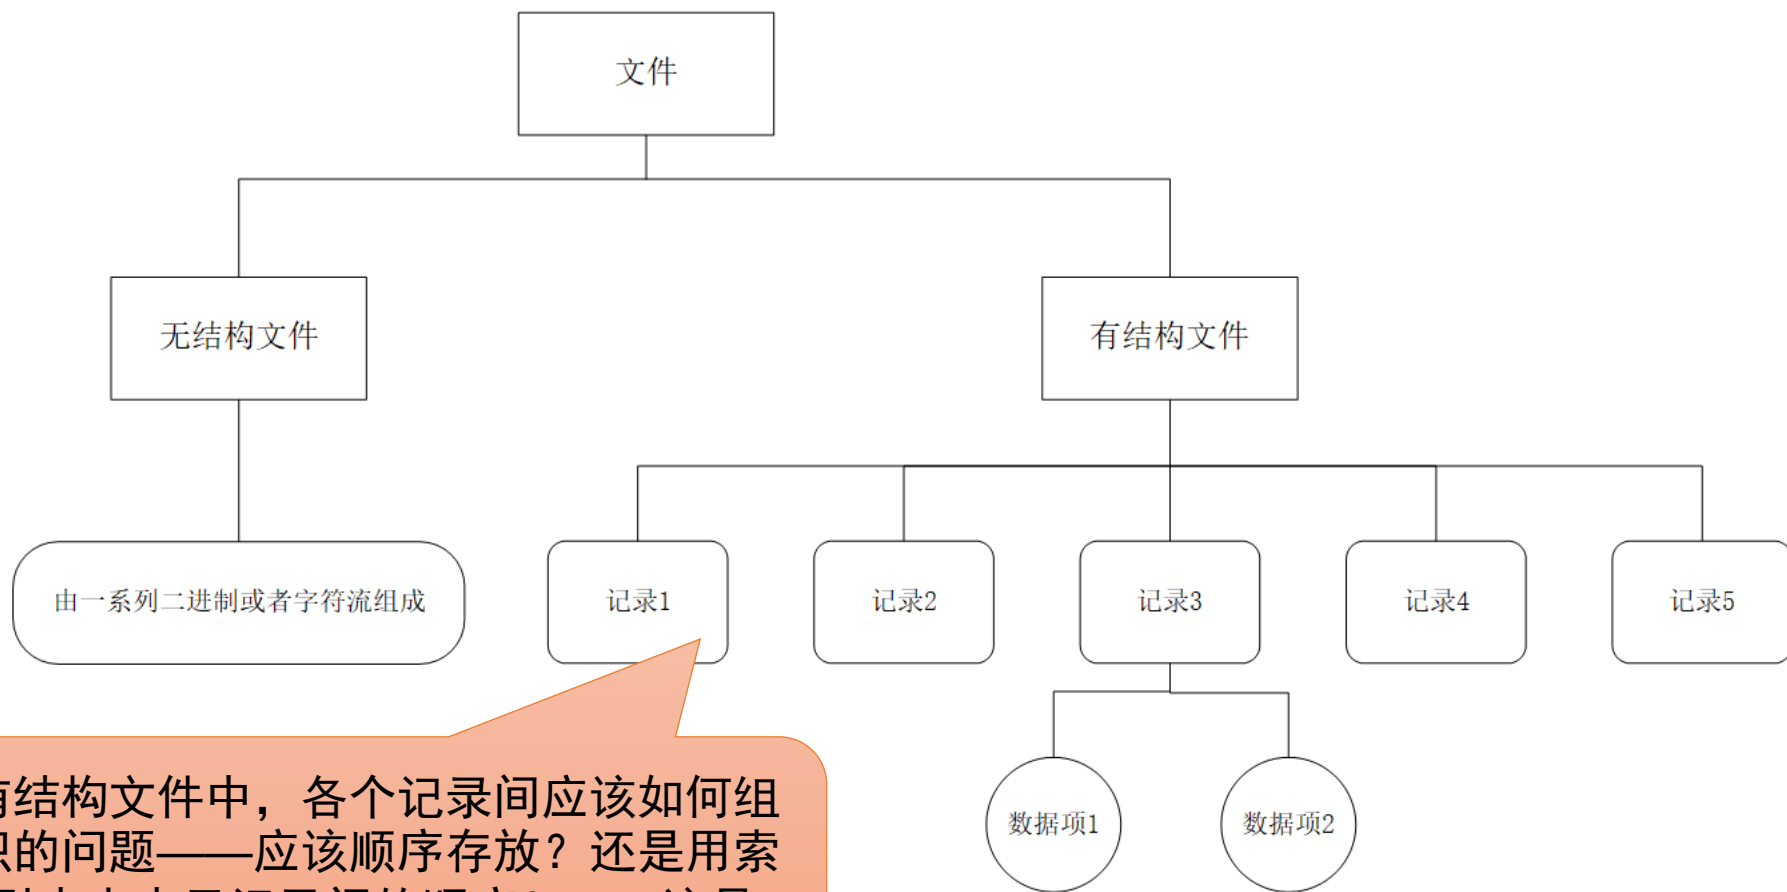 文件
无结构文件
有结构文件
由一系列二进制或者字符流组成
记录1
记录2
记录3
记录4
记录5
数据项1
数据项2
有结构文件中，各个记录间应该如何组
织的问题——应该顺序存放？还是用索